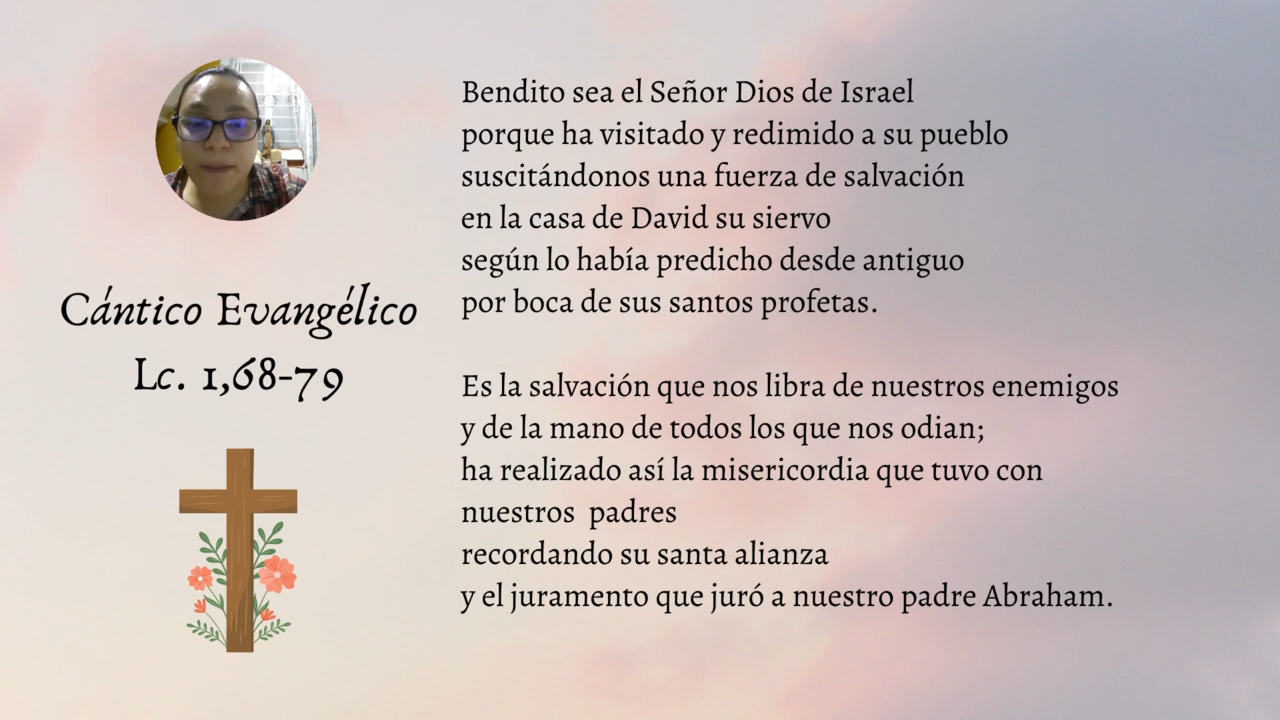 Cántico Evangélico
Lc. 1,68-79
Bendito sea el Señor Dios de Israel
porque ha visitado y redimido a su pueblo
suscitándonos una fuerza de salvación
en la casa de David su siervo
según lo había predicho desde antiguo
por boca de sus santos profetas.
Es la salvación que nos libra de nuestros enemigos
y de la mano de todos los que nos odian;
ha realizado así la misericordia que tuvo con
nuestros  padres
recordando su santa alianza
y el juramento que juró a nuestro padre Abraham.